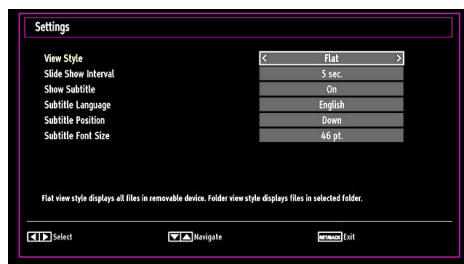 Settings
View Style < Flat >
Slide Show Interval 5 sec.
Show Subtitle On
Subtitle Language English
Subtitle Position Down
Subtitle Font Size 46 pt.
Flat view style displays all files in removable device. Folder view style displays files in selected folder.
Select Navigate RET/BACK Exit